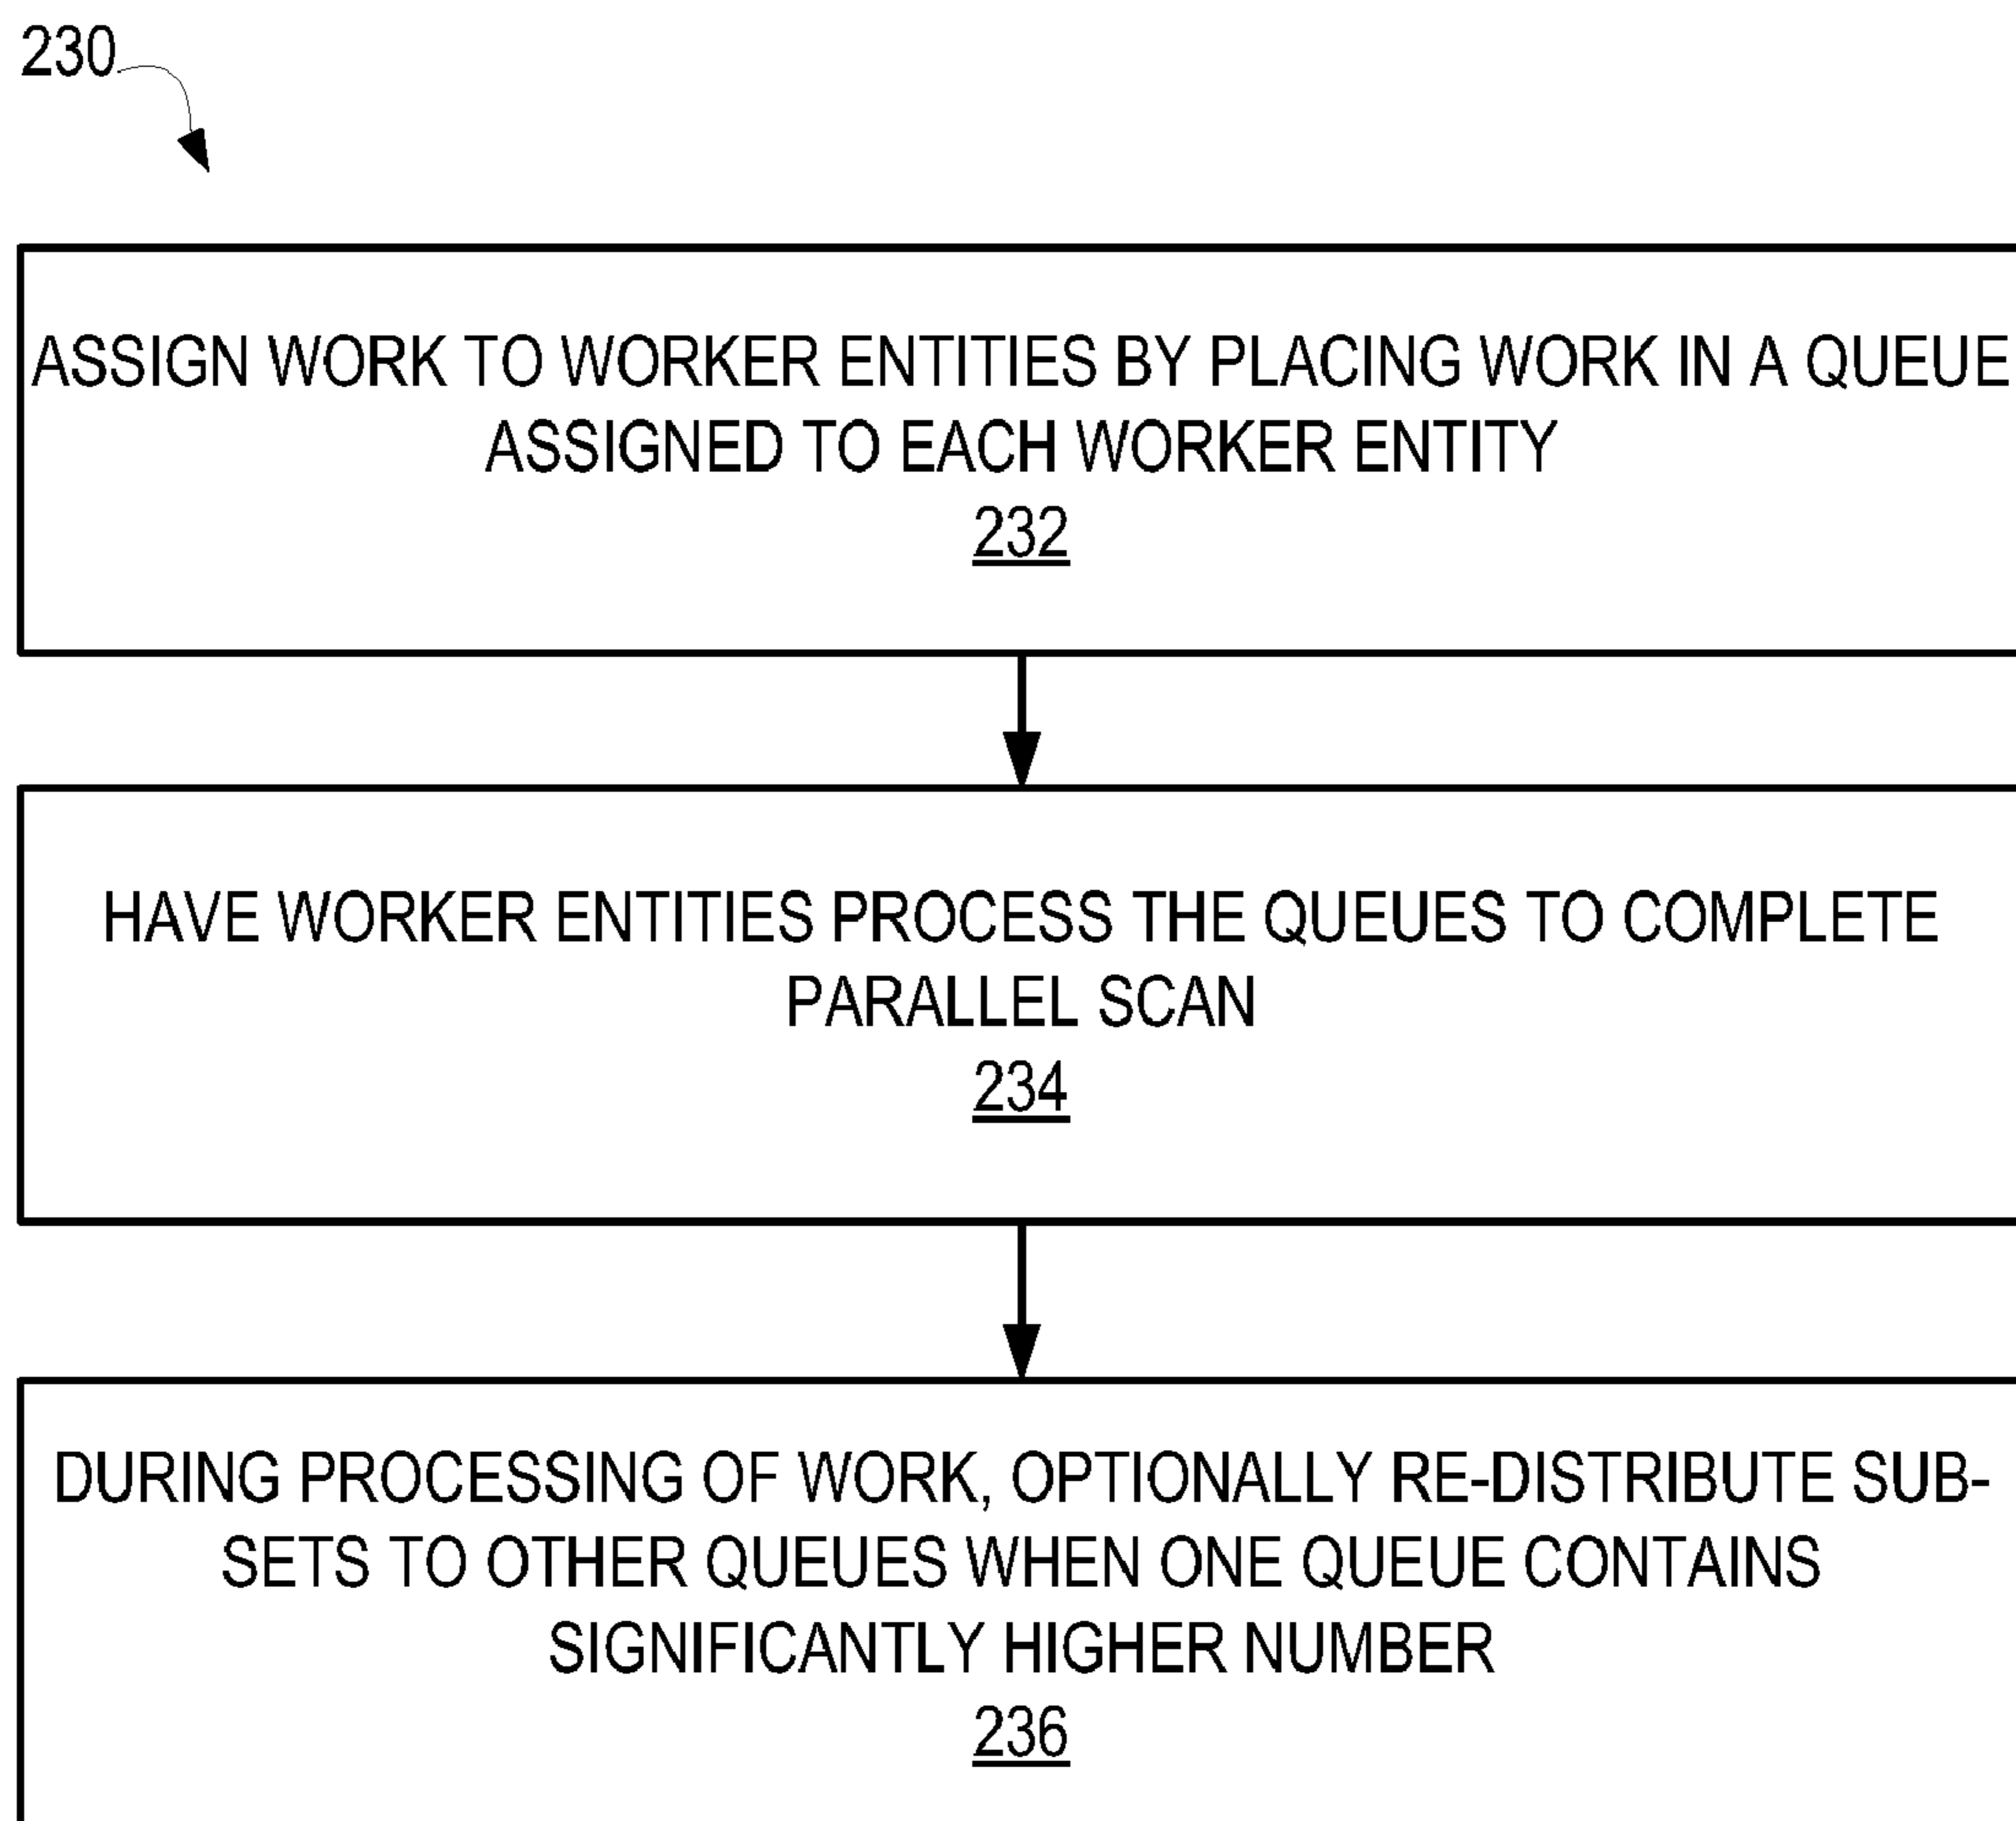 230
ASSIGN WORK TO WORKER ENTITIES BY PLACING WORK IN A QUEUE
ASSIGNED TO EACH WORKER ENTITY
232
HAVE WORKER ENTITIES PROCESS THE QUEUES TO COMPLETE
PARALLEL SCAN
234
DURING PROCESSING OF WORK, OPTIONALLY RE-DISTRIBUTE SUB-
SETS TO OTHER QUEUES WHEN ONE QUEUE CONTAINS
SIGNIFICANTLY HIGHER NUMBER
236